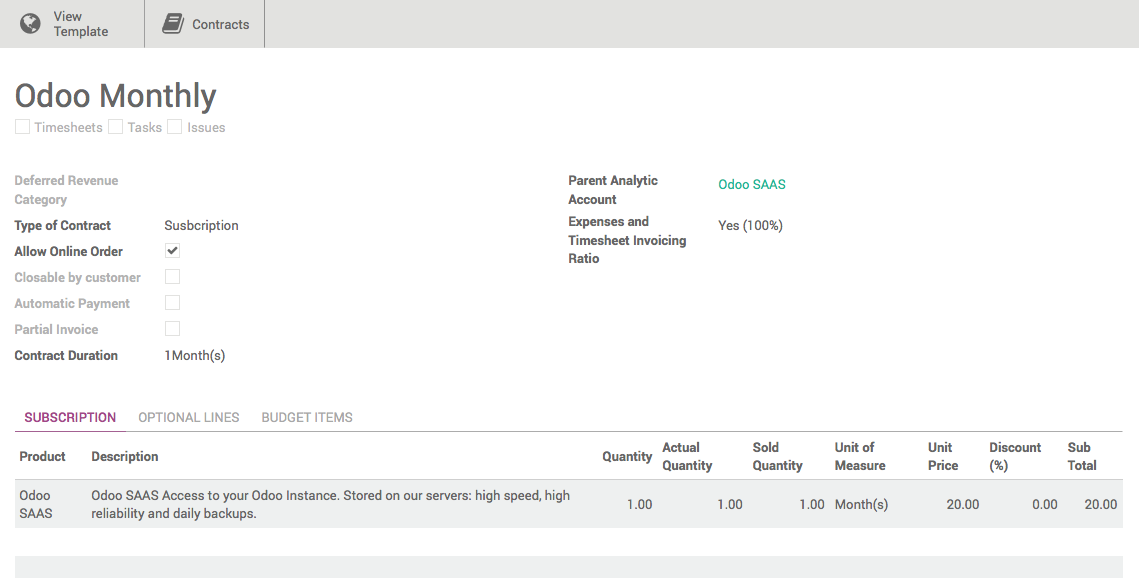 View
Template
Contracts
Odoo Monthly
Timesheets Tasks Issues
Deferred Revenue
Category
Type of Contract Susbcription
Allow Online Order
Closable by customer
Automatic Payment
Partial Invoice
Contract Duration 1Month(s)
Parent Analytic
Account
Odoo SAAS
Expenses and
Timesheet Invoicing
Ratio
Yes (100%)
SUBSCRIPTION OPTIONAL LINES BUDGET ITEMS
Product Description Quantity Actual Quantity Sold Quantity Unit of Measure Unit Price Discount (%) Sub Total
Odoo SAAS
Odoo SAAS Access to your Odoo Instance. Stored on our servers: high speed, high
reliability and daily backups.
1.00 1.00 1.00 Month(s) 20.00 0.00 20.00